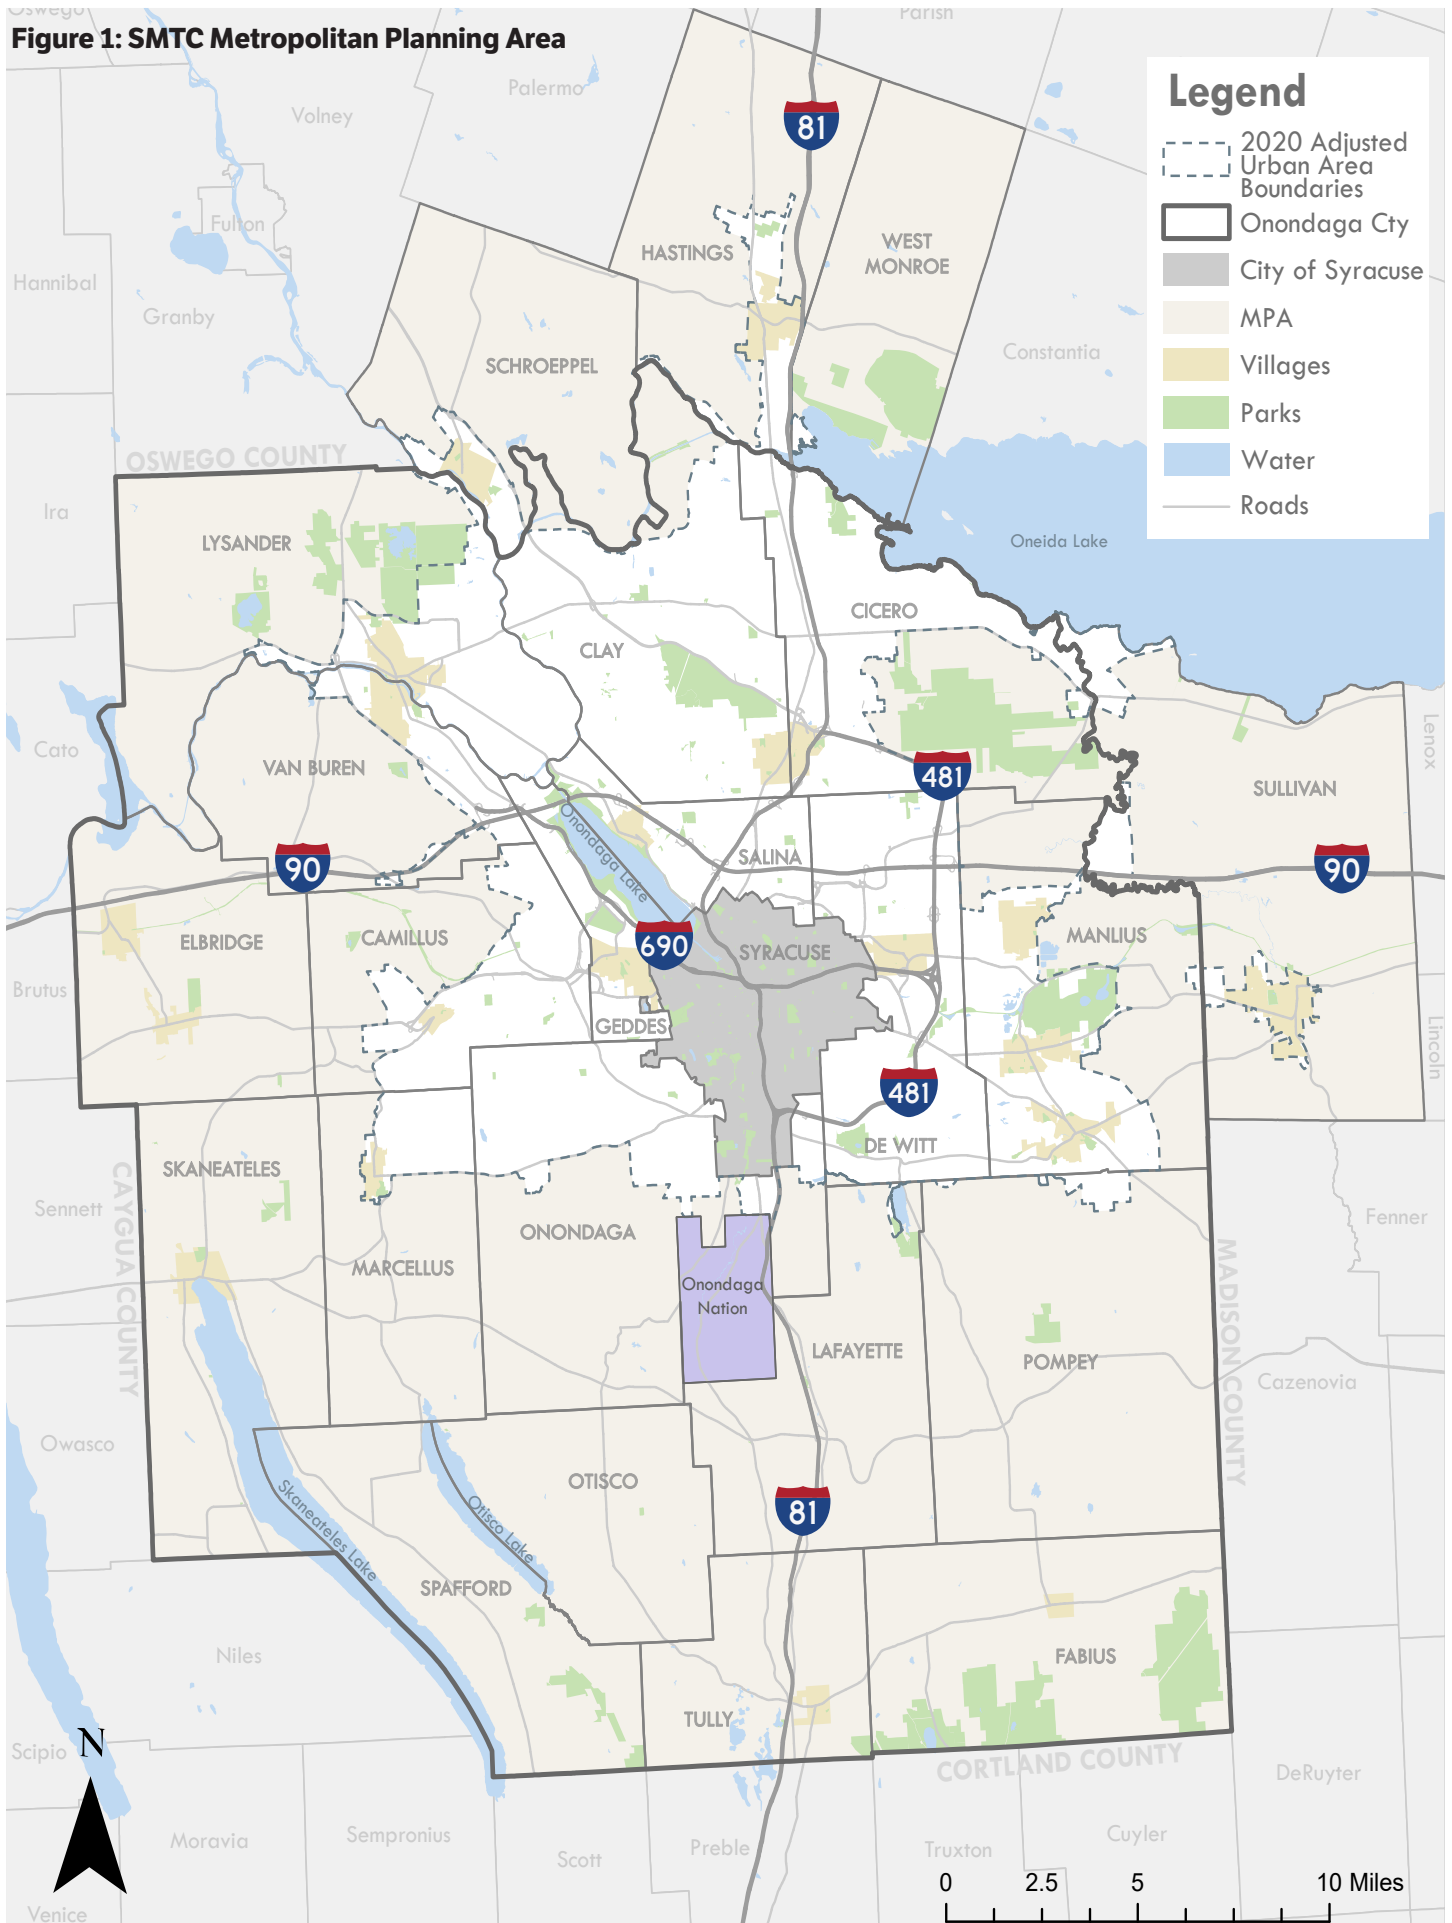 Oswego
Parish
Figure 1: SMTC Metropolitan Planning Area
Palermo
Volney
81
Legend
2020 Adjusted
Urban Area
Boundaries
Onondaga Cty
City of Syracuse
MPA
Villages
Parks
Water
Roads
Fulton
HASTINGS
WEST
MONROE
Hannibal
Granby
Constantia
SCHROEPPEL
OSWEGO COUNTY
Ira
LYSANDER
Oneida Lake
CICERO
CLAY
Cato
VAN BUREN
Lenox
481
SULLIVAN
Onondaga Lake
SALINA
90
90
ELBRIDGE
CAMILLUS
690
SYRACUSE
MANLIUS
Brutus
GEDDES
Lincoln
481
DE WITT
SKANEATELES
CAYGUA COUNTY
Sennett
ONONDAGA
Fenner
MARCELLUS
Onondaga
Nation
MADISON COUNTY
LAFAYETTE
POMPEY
Cazenovia
Owasco
OTISCO
Skaneateles Lake
Otisco Lake
81
SPAFFORD
Niles
FABIUS
TULLY
Scipio
N
CORTLAND COUNTY
DeRuyter
Moravia
Sempronius
Scott
Preble
Truxton
Cuyler
0
2.5
5
10 Miles
Venice